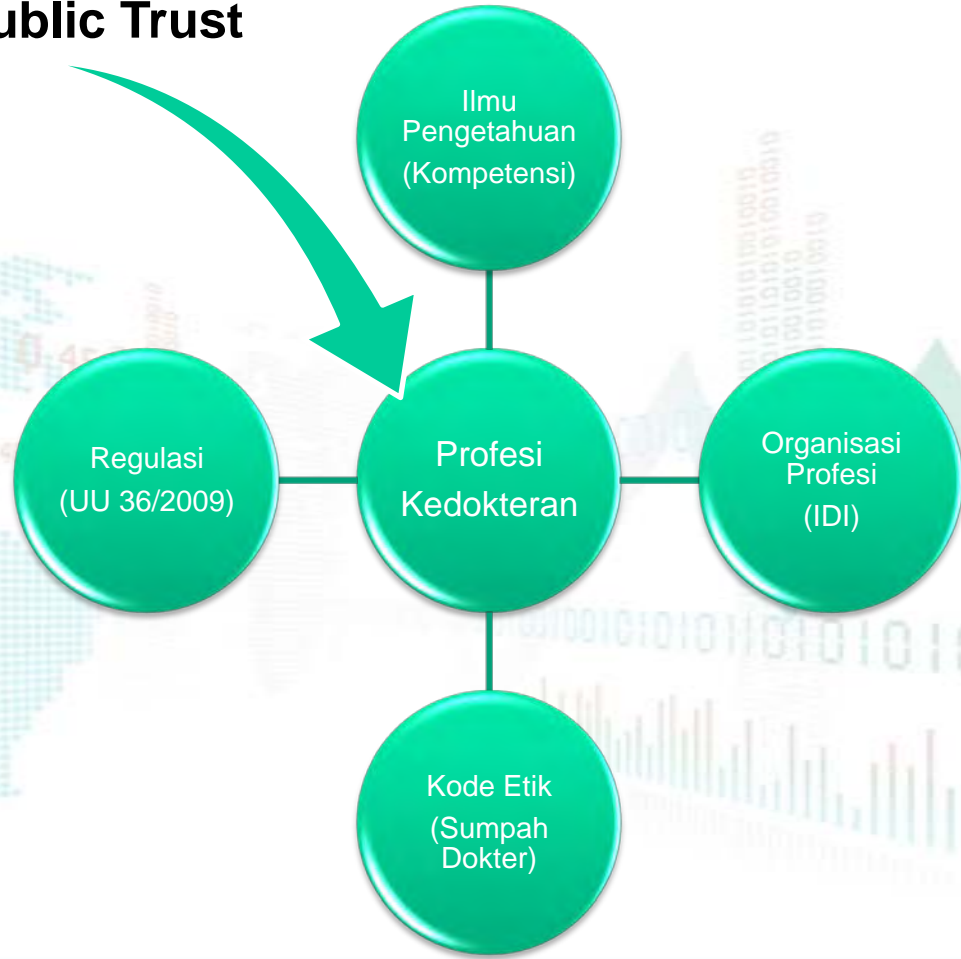 ublic Trust
Ilmu
Pengetahuan
(Kompetensi)
Regulasi
(UU 36/2009)
Profesi
Kedokteran
Organisasi
Profesi
(IDI)
Kode Etik
(Sumpah
Dokter)